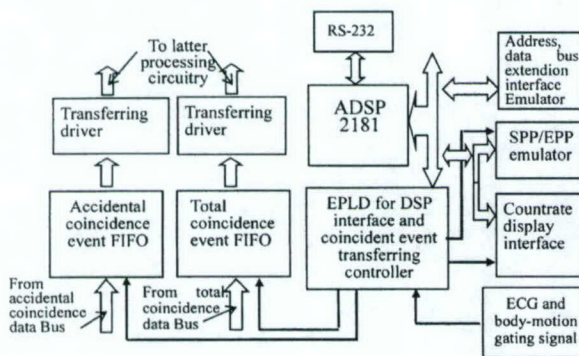 To latter
processing
circuitry
RS-232
Address,
data bus
extendion
interface
Emulator
Transferring
driver
Transferring
driver
ADSP
2181
SPP/EPP
emulator
Accidental
coincidence
event FIFO
Total
coincidence
event FIFO
EPLD for DSP
interface and
coincident event
transferring
controller
Countrate
display
interface
From
accidental
coincidence
data Bus
From total
coincidence
data Bus
ECG and
body-motion
gating signal